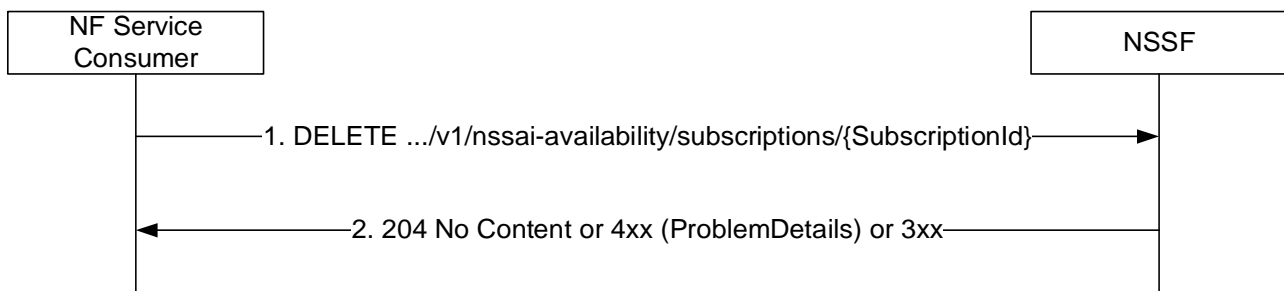 NF Service
Consumer
NSSF
1. DELETE .../v1/nssai-availability/subscriptions/{SubscriptionId}
2. 204 No Content or 4xx (ProblemDetails) or 3xx